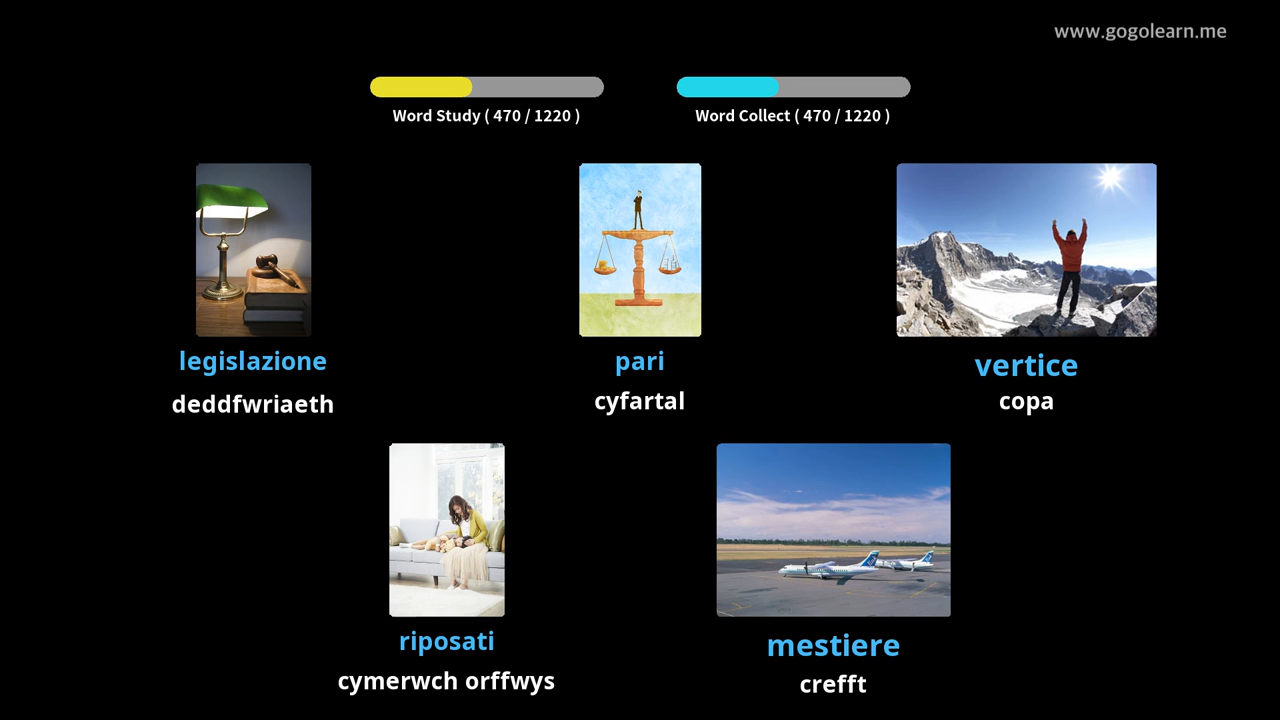 www.gogolearn.me
Word Study ( 470 / 1220 )
Word Collect ( 470 / 1220 )
legislazione
deddfwriaeth
pari
cyfartal
vertice
copa
riposati
cymerwch orffwys
mestiere
crefft